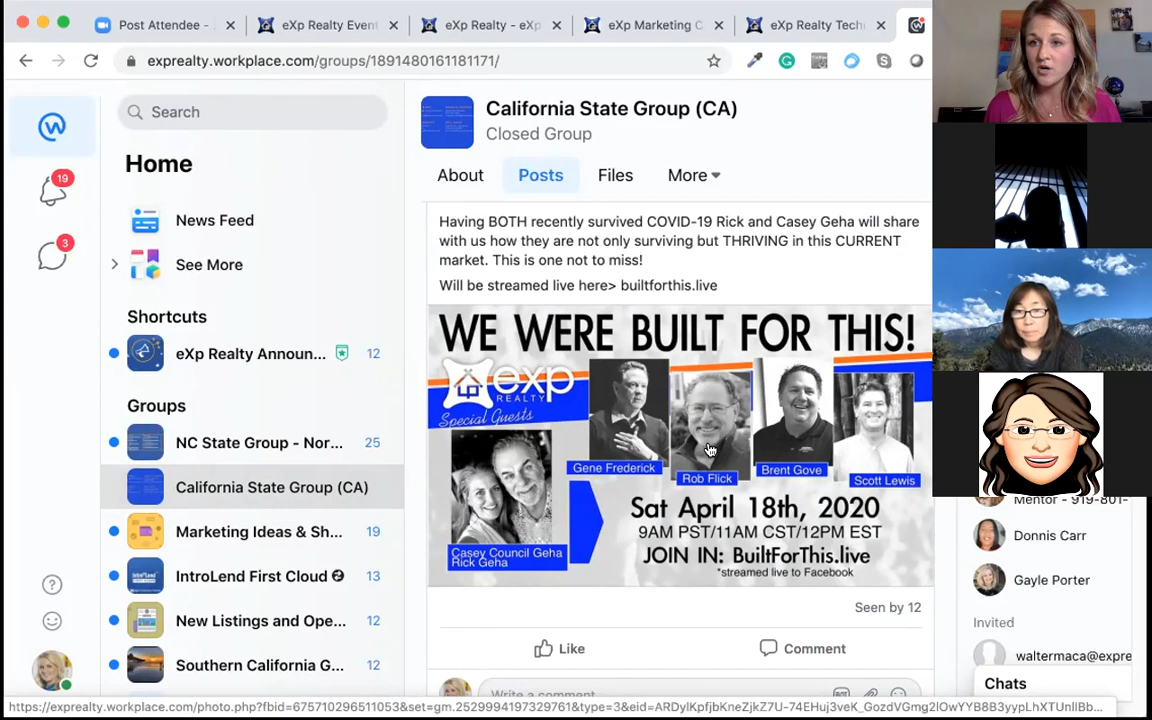 Post Attendee -
eXp Realty Event
eXp Realty - eXp
eXp Marketing C
eXp Realty Tech
exprealty.workplace.com/groups/1891480161181171/
Search
Home
19
3
News Feed
See More
Shortcuts
eXp Realty Announ...
12
Groups
NC State Group - Nor...
25
California State Group (CA)
Marketing Ideas & Sh...
19
IntroLend First Cloud
13
New Listings and Ope...
12
Southern California G...
12
California State Group (CA)
Closed Group
About
Posts
Files
More
Having BOTH recently survived COVID-19 Rick and Casey Geha will share
with us how they are not only surviving but THRIVING in this CURRENT
market. This is one not to miss!
Will be streamed live here> builtforthis.live
WE WERE BUILT FOR THIS!
exp
REALTY
Special Guests
Gene Frederick
Rob Flick
Brent Gove
Scott Lewis
Casey Council Geha
Rick Geha
Sat April 18th, 2020
9AM PST/11AM CST/12PM EST
JOIN IN: BuiltForThis.live
*streamed live to Facebook
Seen by 12
Like
Comment
Write a comment...
Mentor - 919-801-
Donnis Carr
Gayle Porter
Invited
waltermaca@expre
Chats